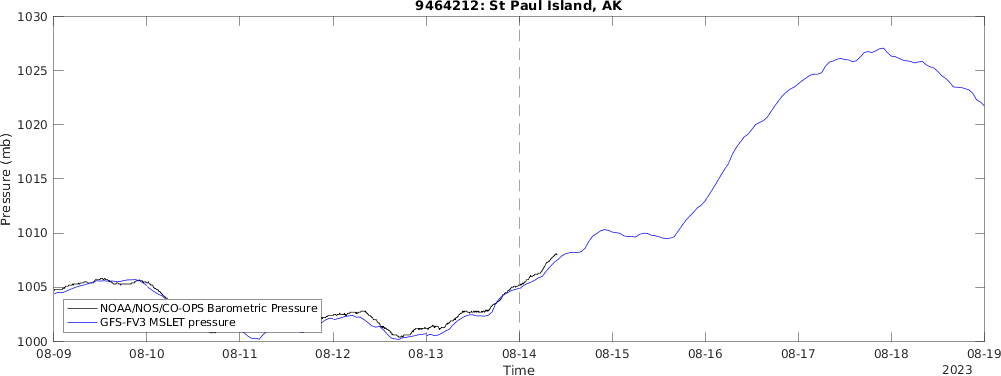 9464212: St Paul Island, AK
1030
1025
1020
1015
1010
1005
1000
Pressure (mb)
NOAA/NOS/CO-OPS Barometric Pressure
GFS-FV3 MSLET pressure
08-09 08-10 08-11 08-12 08-13 08-14 08-15 08-16 08-17 08-18 08-19
Time
2023